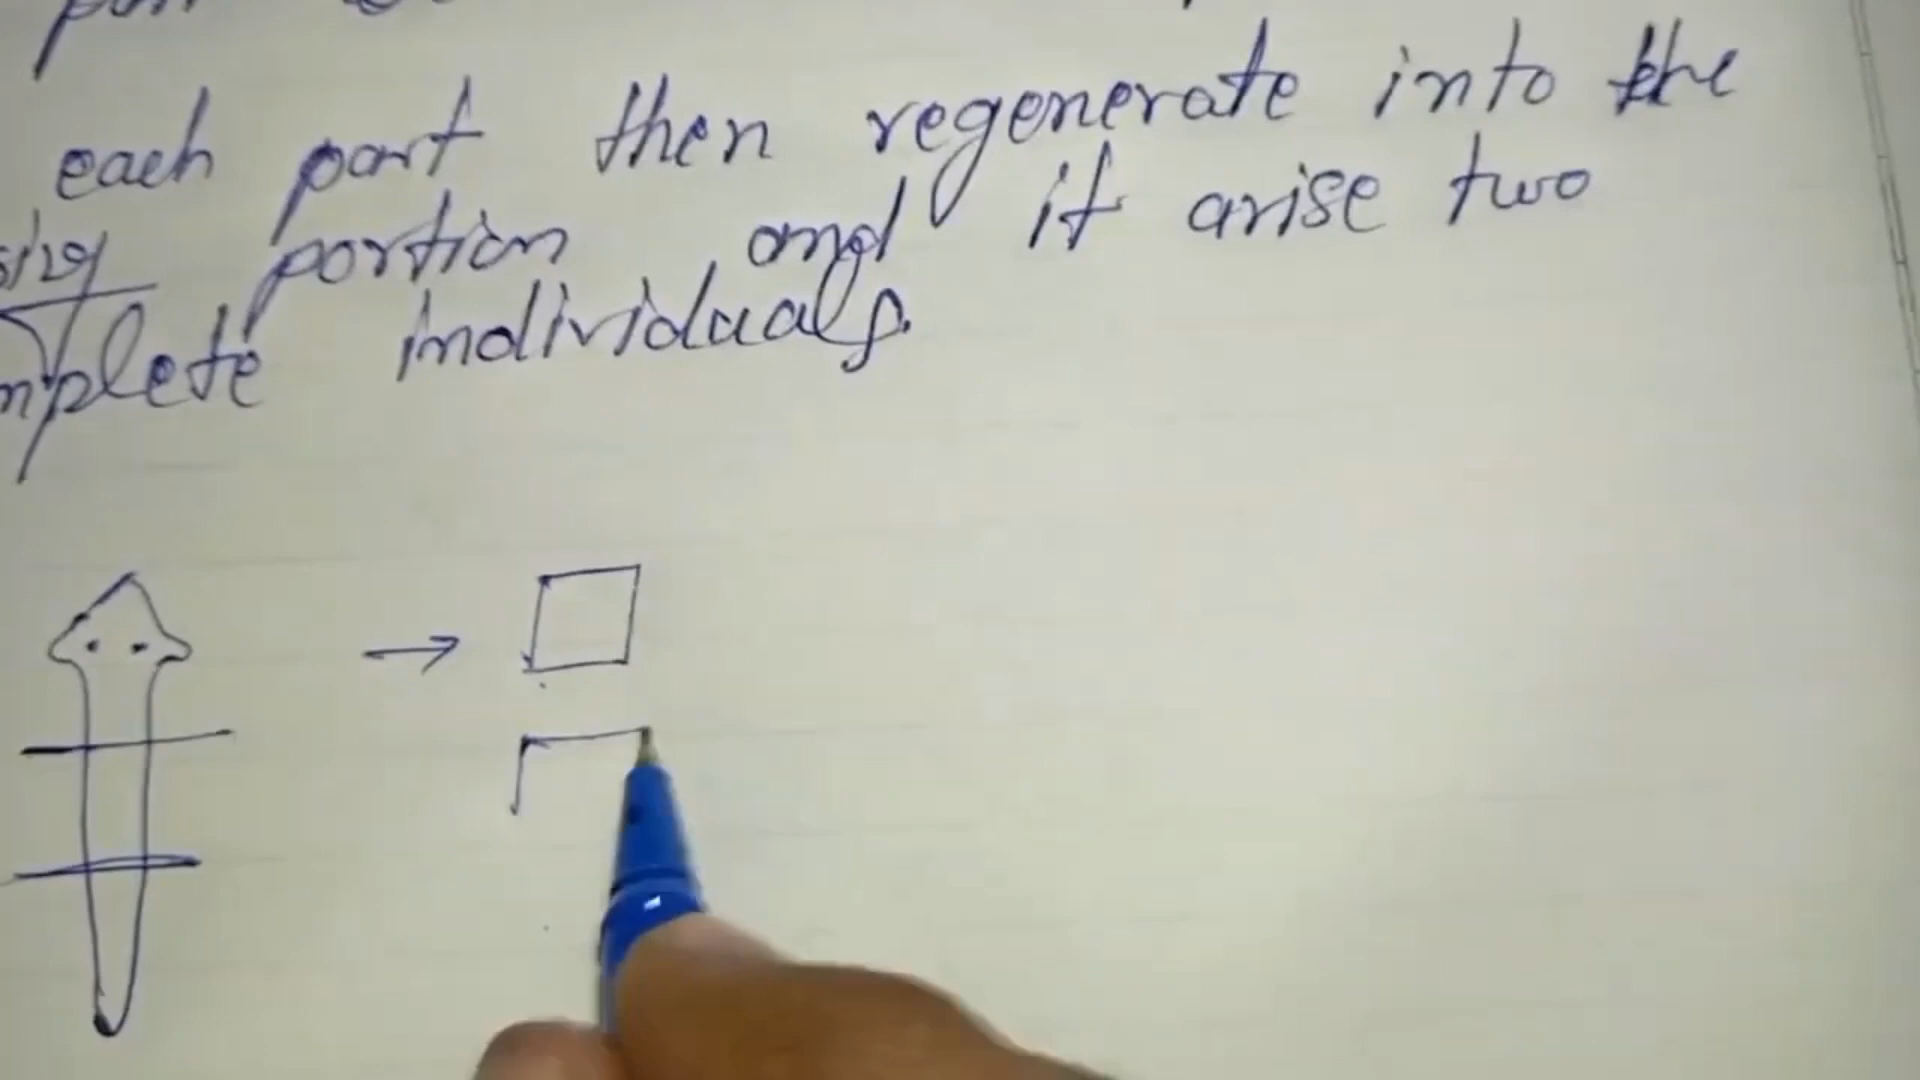 each part then regenerate into the
portion and it arise two
individuals.